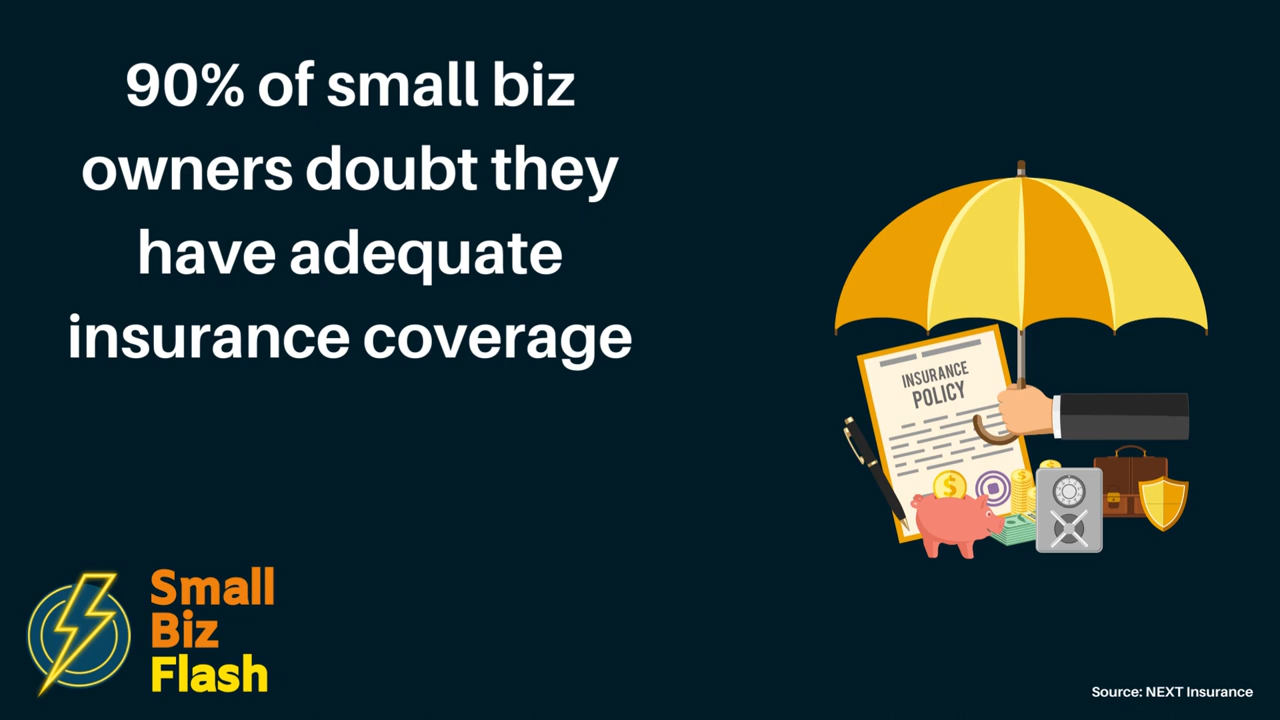 90% of small biz
owners doubt they
have adequate
insurance coverage
INSURANCE
POLICY
$
$
Small
Biz
Flash
Source: NEXT Insurance